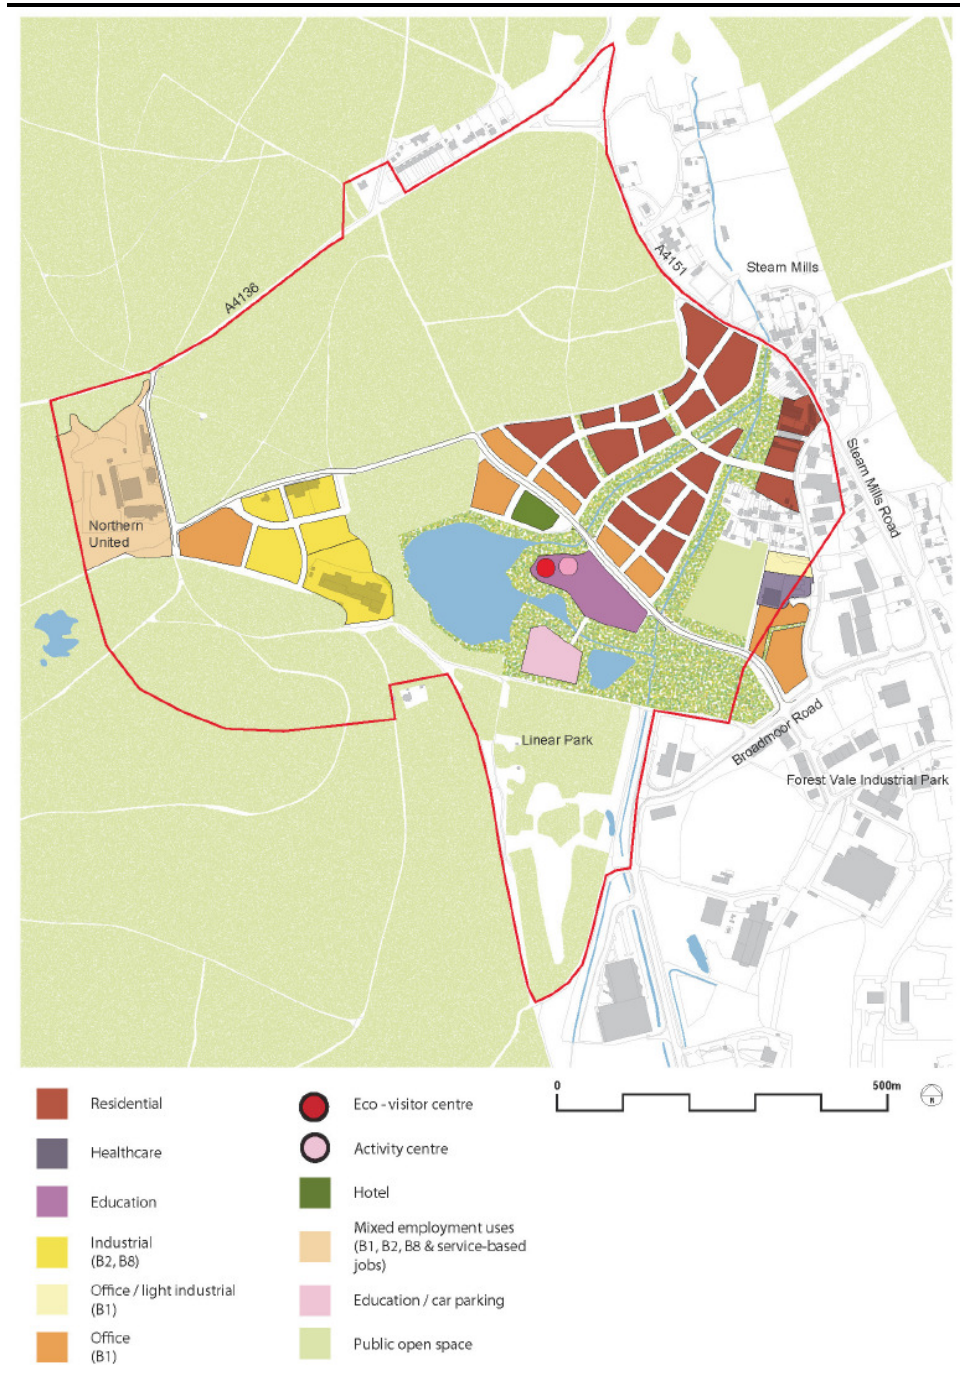 A4136
A4151
Steam Mills
Steam Mills Road
Northern
United
Linear Park
Broadmoor Road
Forest Vale Industrial Park
Residential
Healthcare
Education
Industrial
(B2, B8)
Office / light industrial
(B1)
Office
(B1)
Eco - visitor centre
Activity centre
Hotel
Mixed employment uses
(B1, B2, B8 & service-based
jobs)
Education / car parking
Public open space
0 500m
N